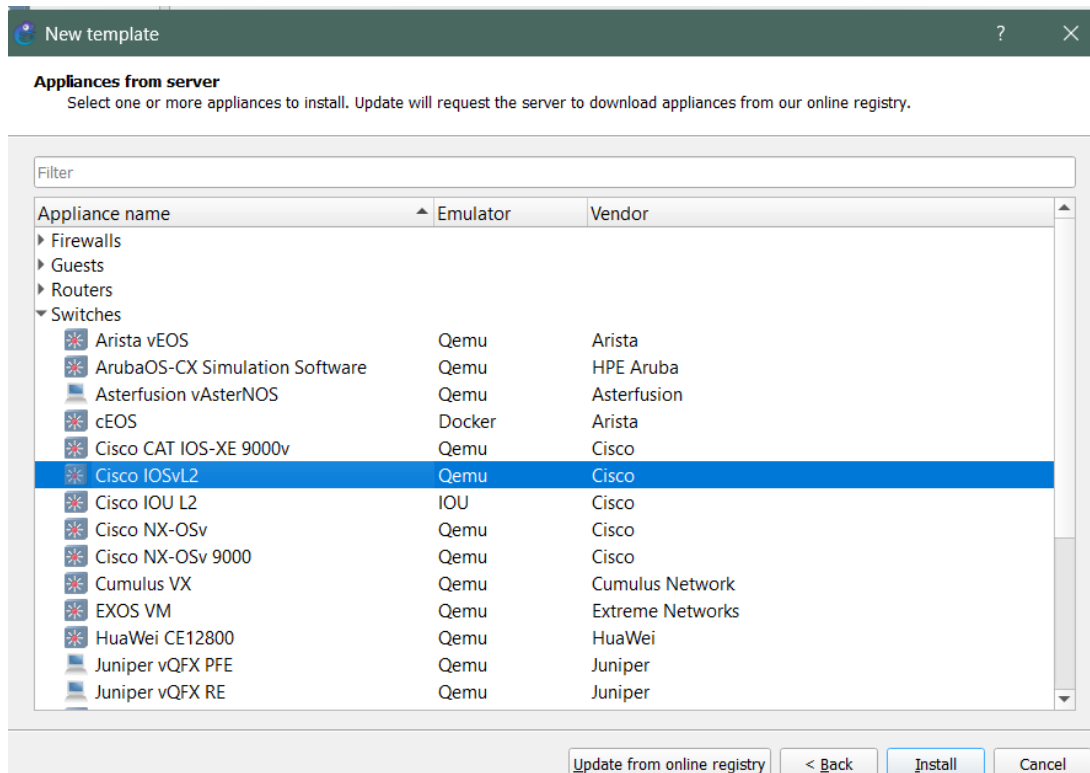 New template
Appliances from server
Select one or more appliances to install. Update will request the server to download appliances from our online registry.
Filter
Appliance name Emulator Vendor
Firewalls
Guests
Routers
Switches
Arista vEOS Qemu Arista
ArubaOS-CX Simulation Software Qemu HPE Aruba
Asterfusion vAsterNOS Qemu Asterfusion
cEOS Docker Arista
Cisco CAT IOS-XE 9000v Qemu Cisco
Cisco IOSvL2 Qemu Cisco
Cisco IOU L2 IOU Cisco
Cisco NX-OSv Qemu Cisco
Cisco NX-OSv 9000 Qemu Cisco
Cumulus VX Qemu Cumulus Network
EXOS VM Qemu Extreme Networks
HuaWei CE12800 Qemu HuaWei
Juniper vQFX PFE Qemu Juniper
Juniper vQFX RE Qemu Juniper
Update from online registry < Back Install Cancel